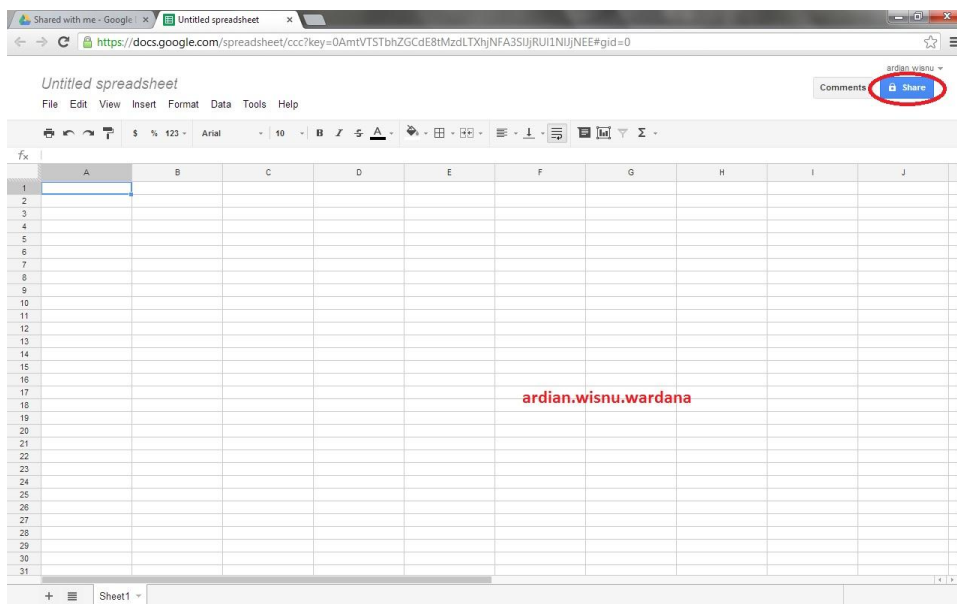 Shared with me - Google
Untitled spreadsheet
https://docs.google.com/spreadsheet/ccc?key=0AmtVTSTbhZGCdE8tMzdLTXhjNFA3SlJjRUl1NlJjNEE#gid=0
ardian wisnu
Untitled spreadsheet
Comments
Share
File Edit View Insert Format Data Tools Help
$ % 123 Arial 10 B I S A Σ
fx
A B C D E F G H I J
1
2
3
4
5
6
7
8
9
10
11
12
13
14
15
16
17
ardian.wisnu.wardana
18
19
20
21
22
23
24
25
26
27
28
29
30
31
Sheet1